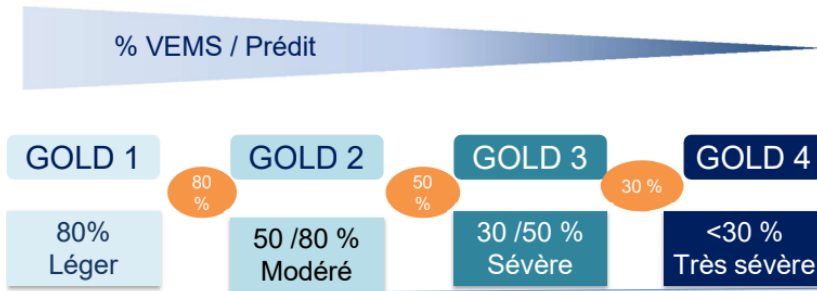 % VEMS / Prédit
GOLD 1
80
%
GOLD 2
50
%
GOLD 3
30 %
GOLD 4
80%
Léger
50 /80 %
Modéré
30 /50 %
Sévère
<30 %
Très sévère